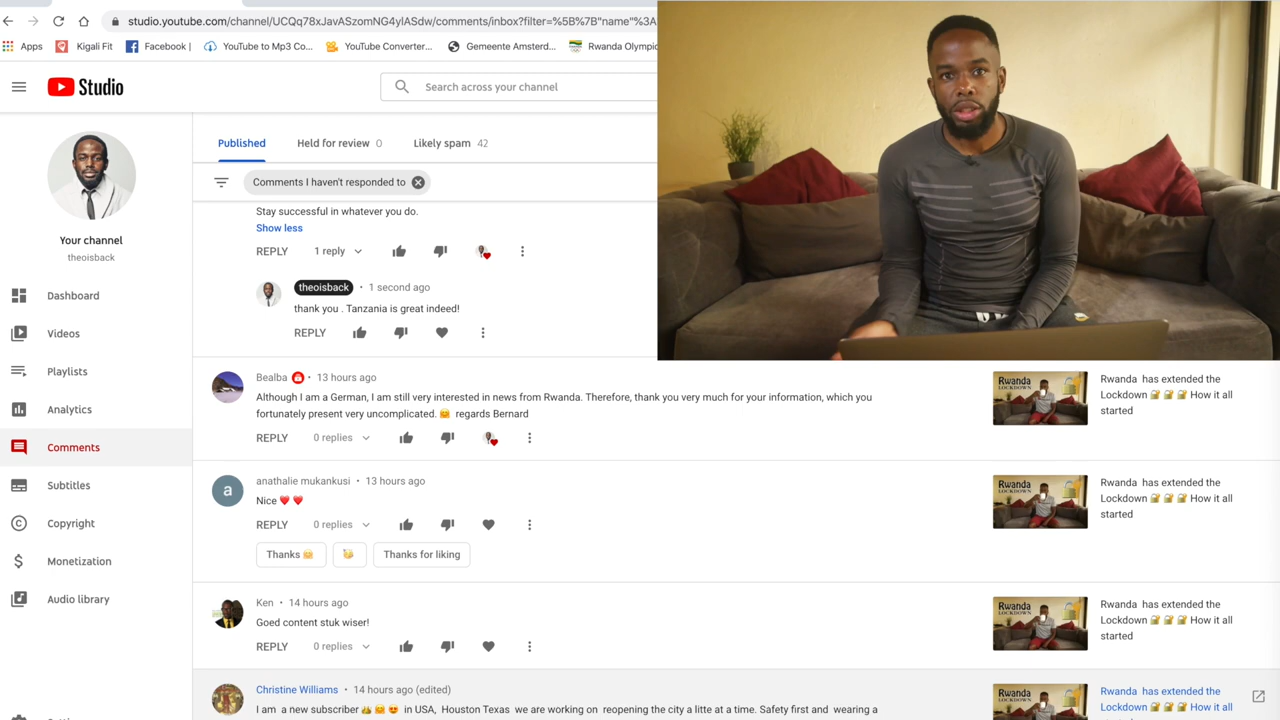 studio.youtube.com/channel/UCQq78xJavASzomNG4ylASdw/comments/inbox?filter=%5B%7B"name"%3A
Apps Kigali Fit Facebook | YouTube to Mp3 Co... YouTube Converter... Gemeente Amsterd... Rwanda Olympic
Studio
Search across your channel
Published
Held for review 0
Likely spam 42
Comments I haven't responded to
Your channel
theoisback
Dashboard
Videos
Playlists
Analytics
Comments
Subtitles
Copyright
Monetization
Audio library
Stay successful in whatever you do.
Show less
REPLY 1 reply
theoisback • 1 second ago
thank you . Tanzania is great indeed!
REPLY
Bealba • 13 hours ago
Although I am a German, I am still very interested in news from Rwanda. Therefore, thank you very much for your information, which you
fortunately present very uncomplicated. 🤗 regards Bernard
REPLY 0 replies
Rwanda
LOCKDOWN
Rwanda has extended the
Lockdown 🔐 🔐 🔐 How it all
started
a
anathalie mukankusi • 13 hours ago
Nice ❤️ ❤️
REPLY 0 replies
Thanks 🤗
🥳
Thanks for liking
Rwanda
LOCKDOWN
Rwanda has extended the
Lockdown 🔐 🔐 🔐 How it all
started
Ken • 14 hours ago
Goed content stuk wiser!
REPLY 0 replies
Rwanda
LOCKDOWN
Rwanda has extended the
Lockdown 🔐 🔐 🔐 How it all
started
Christine Williams • 14 hours ago (edited)
I am a new subscriber 👍 🤗 😍 in USA, Houston Texas we are working on reopening the city a litte at a time. Safety first and wearing a
Rwanda
LOCKDOWN
Rwanda has extended the
Lockdown 🔐 🔐 🔐 How it all